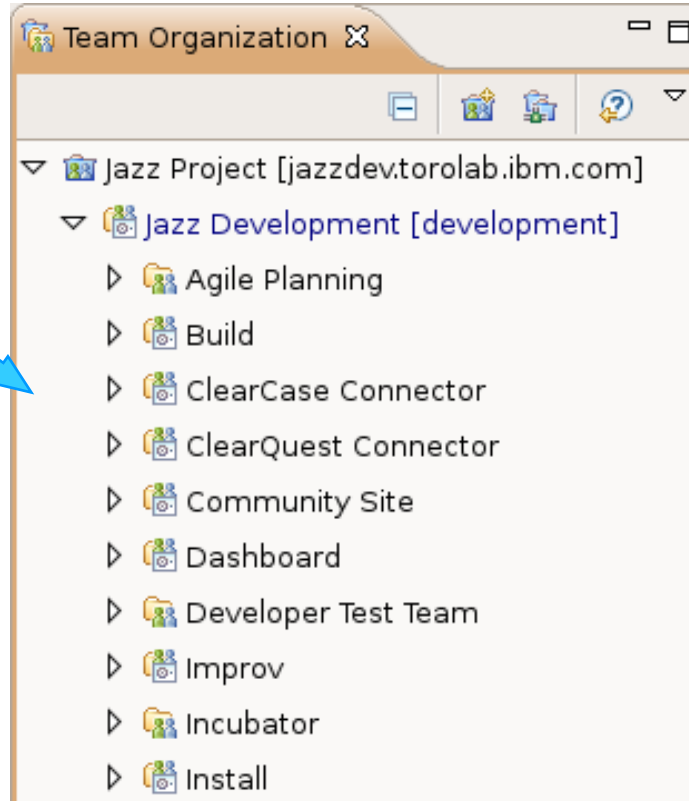 Team Organization
Jazz Project [jazzdev.torolab.ibm.com]
Jazz Development [development]
Agile Planning
Build
ClearCase Connector
ClearQuest Connector
Community Site
Dashboard
Developer Test Team
Improv
Incubator
Install